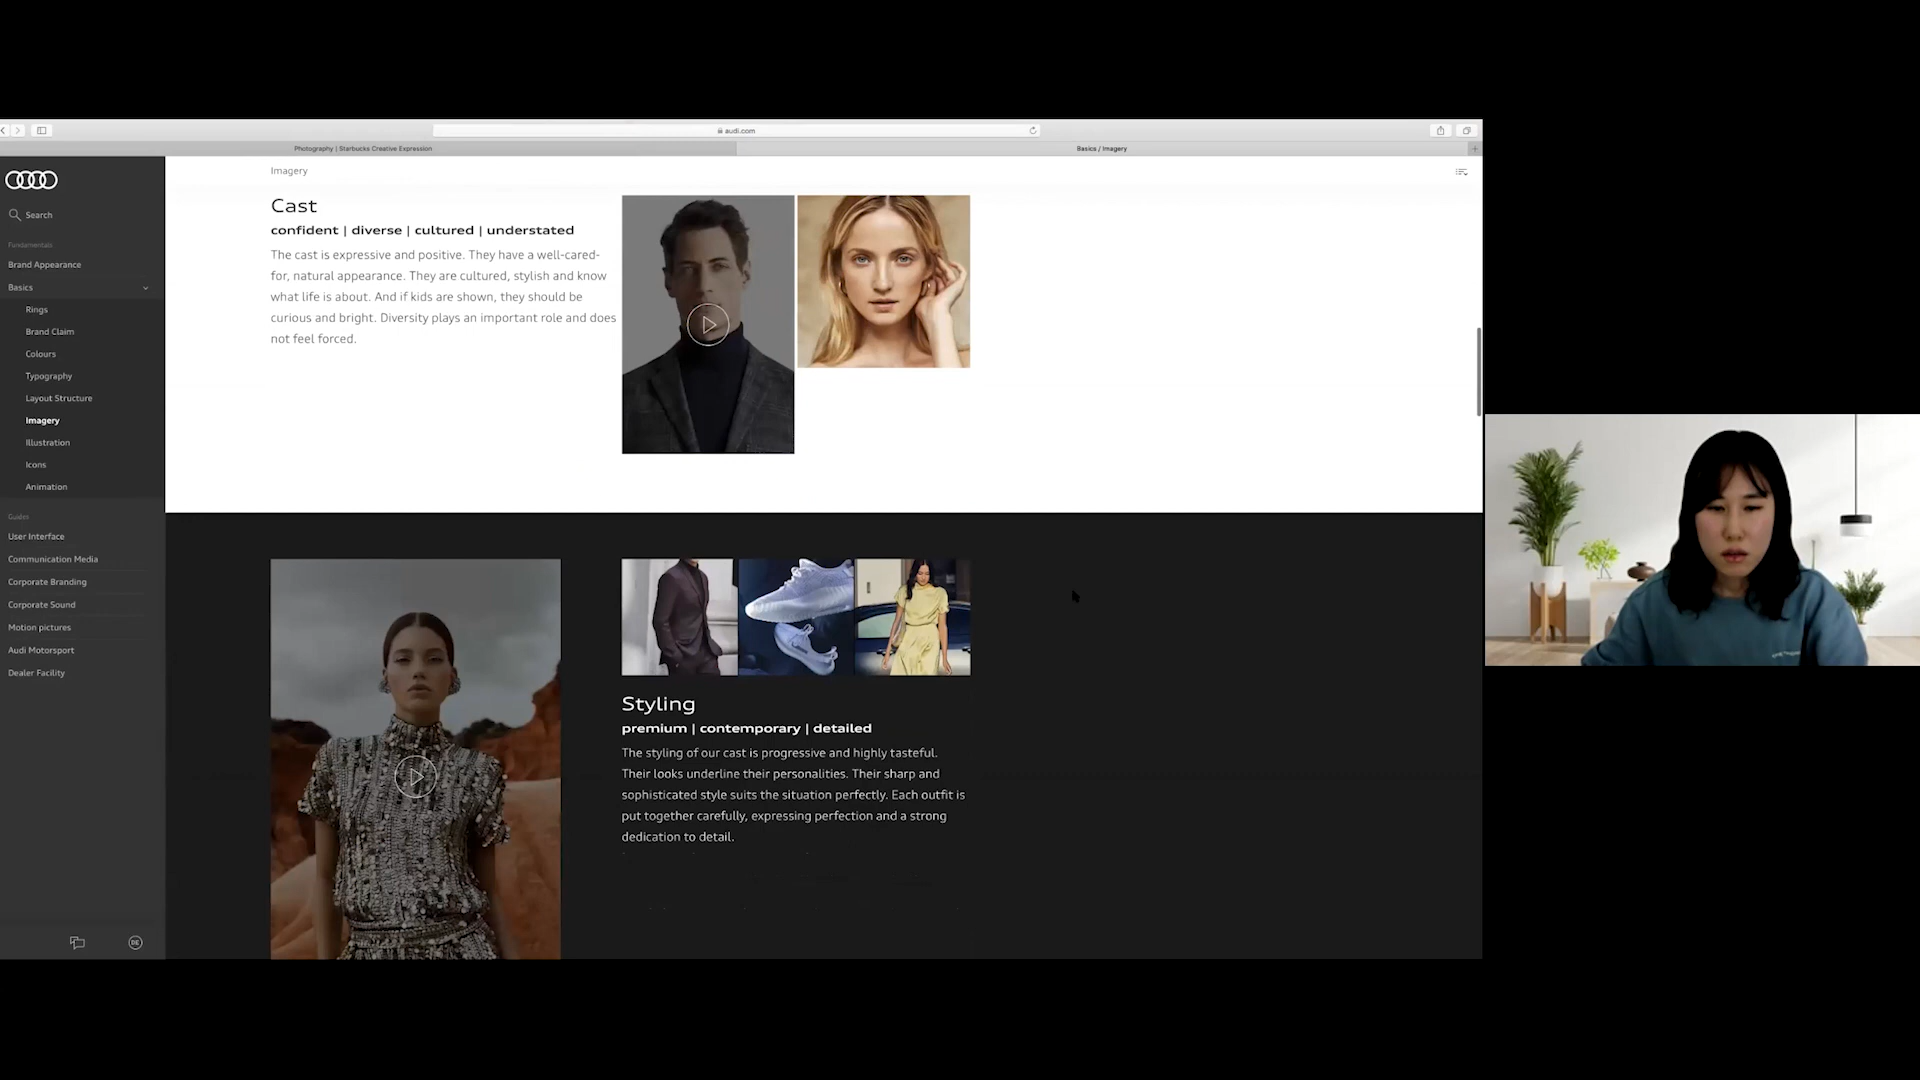 audi.com
Photography | Starbucks Creative Expression
Basics / Imagery
Search
Fundamentals
Brand Appearance
Basics
Rings
Brand Claim
Colours
Typography
Layout Structure
Imagery
Illustration
Icons
Animation
Guides
User Interface
Communication Media
Corporate Branding
Corporate Sound
Motion pictures
Audi Motorsport
Dealer Facility
DE
Imagery
Cast
confident | diverse | cultured | understated
The cast is expressive and positive. They have a well-cared-
for, natural appearance. They are cultured, stylish and know
what life is about. And if kids are shown, they should be
curious and bright. Diversity plays an important role and does
not feel forced.
Styling
premium | contemporary | detailed
The styling of our cast is progressive and highly tasteful.
Their looks underline their personalities. Their sharp and
sophisticated style suits the situation perfectly. Each outfit is
put together carefully, expressing perfection and a strong
dedication to detail.